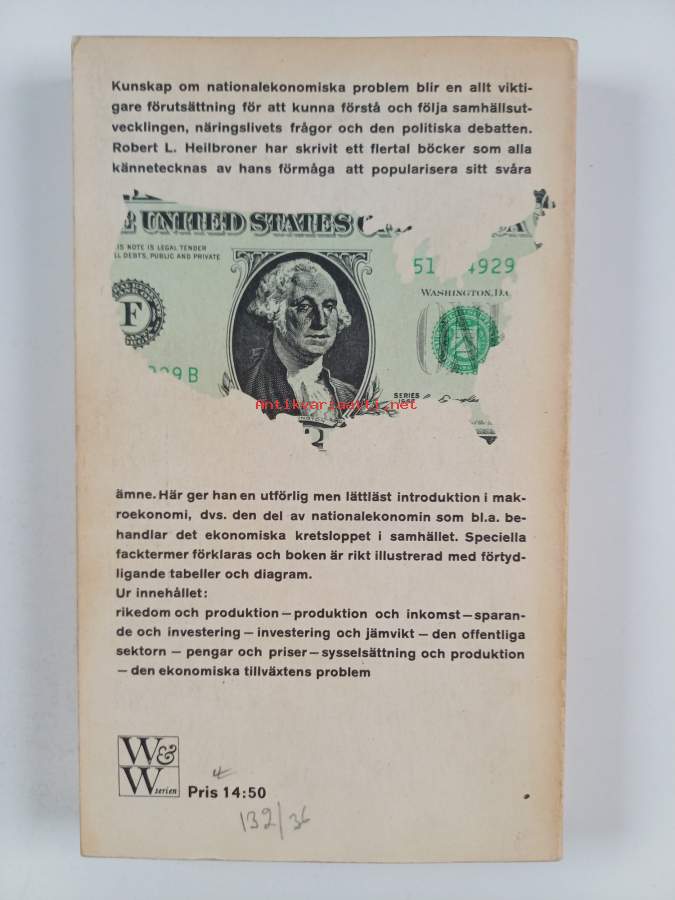 Kunskap om nationalekonomiska problem blir en allt vikti-
gare förutsättning för att kunna förstå och följa samhällsut-
vecklingen, näringslivets frågor och den politiska debatten.
Robert L. Heilbroner har skrivit ett flertal böcker som alla
kännetecknas av hans förmåga att popularisera sitt svåra
UNITED STATES
IS NOTE IS LEGAL TENDER
LL DEBTS, PUBLIC AND PRIVATE
51 4929
WASHINGTON, D.
F
29 B
SERIES
Antikvariaatti.net
2
ämne. Här ger han en utförlig men lättläst introduktion i mak-
roekonomi, dvs. den del av nationalekonomin som bl.a. be-
handlar det ekonomiska kretsloppet i samhället. Speciella
facktermer förklaras och boken är rikt illustrerad med förtyd-
ligande tabeller och diagram.
Ur innehållet:
rikedom och produktion – produktion och inkomst – sparan-
de och investering – investering och jämvikt – den offentliga
sektorn – pengar och priser – sysselsättning och produktion
– den ekonomiska tillväxtens problem
W&
W serien
Pris 14:50
132/36